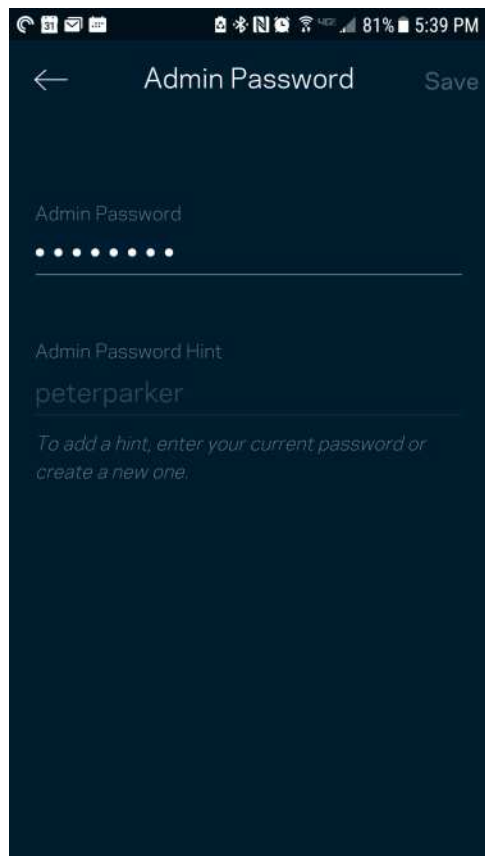 31 81% 5:39 PM
Admin Password Save
Admin Password
••••••••
Admin Password Hint
peterparker
To add a hint, enter your current password or
create a new one.